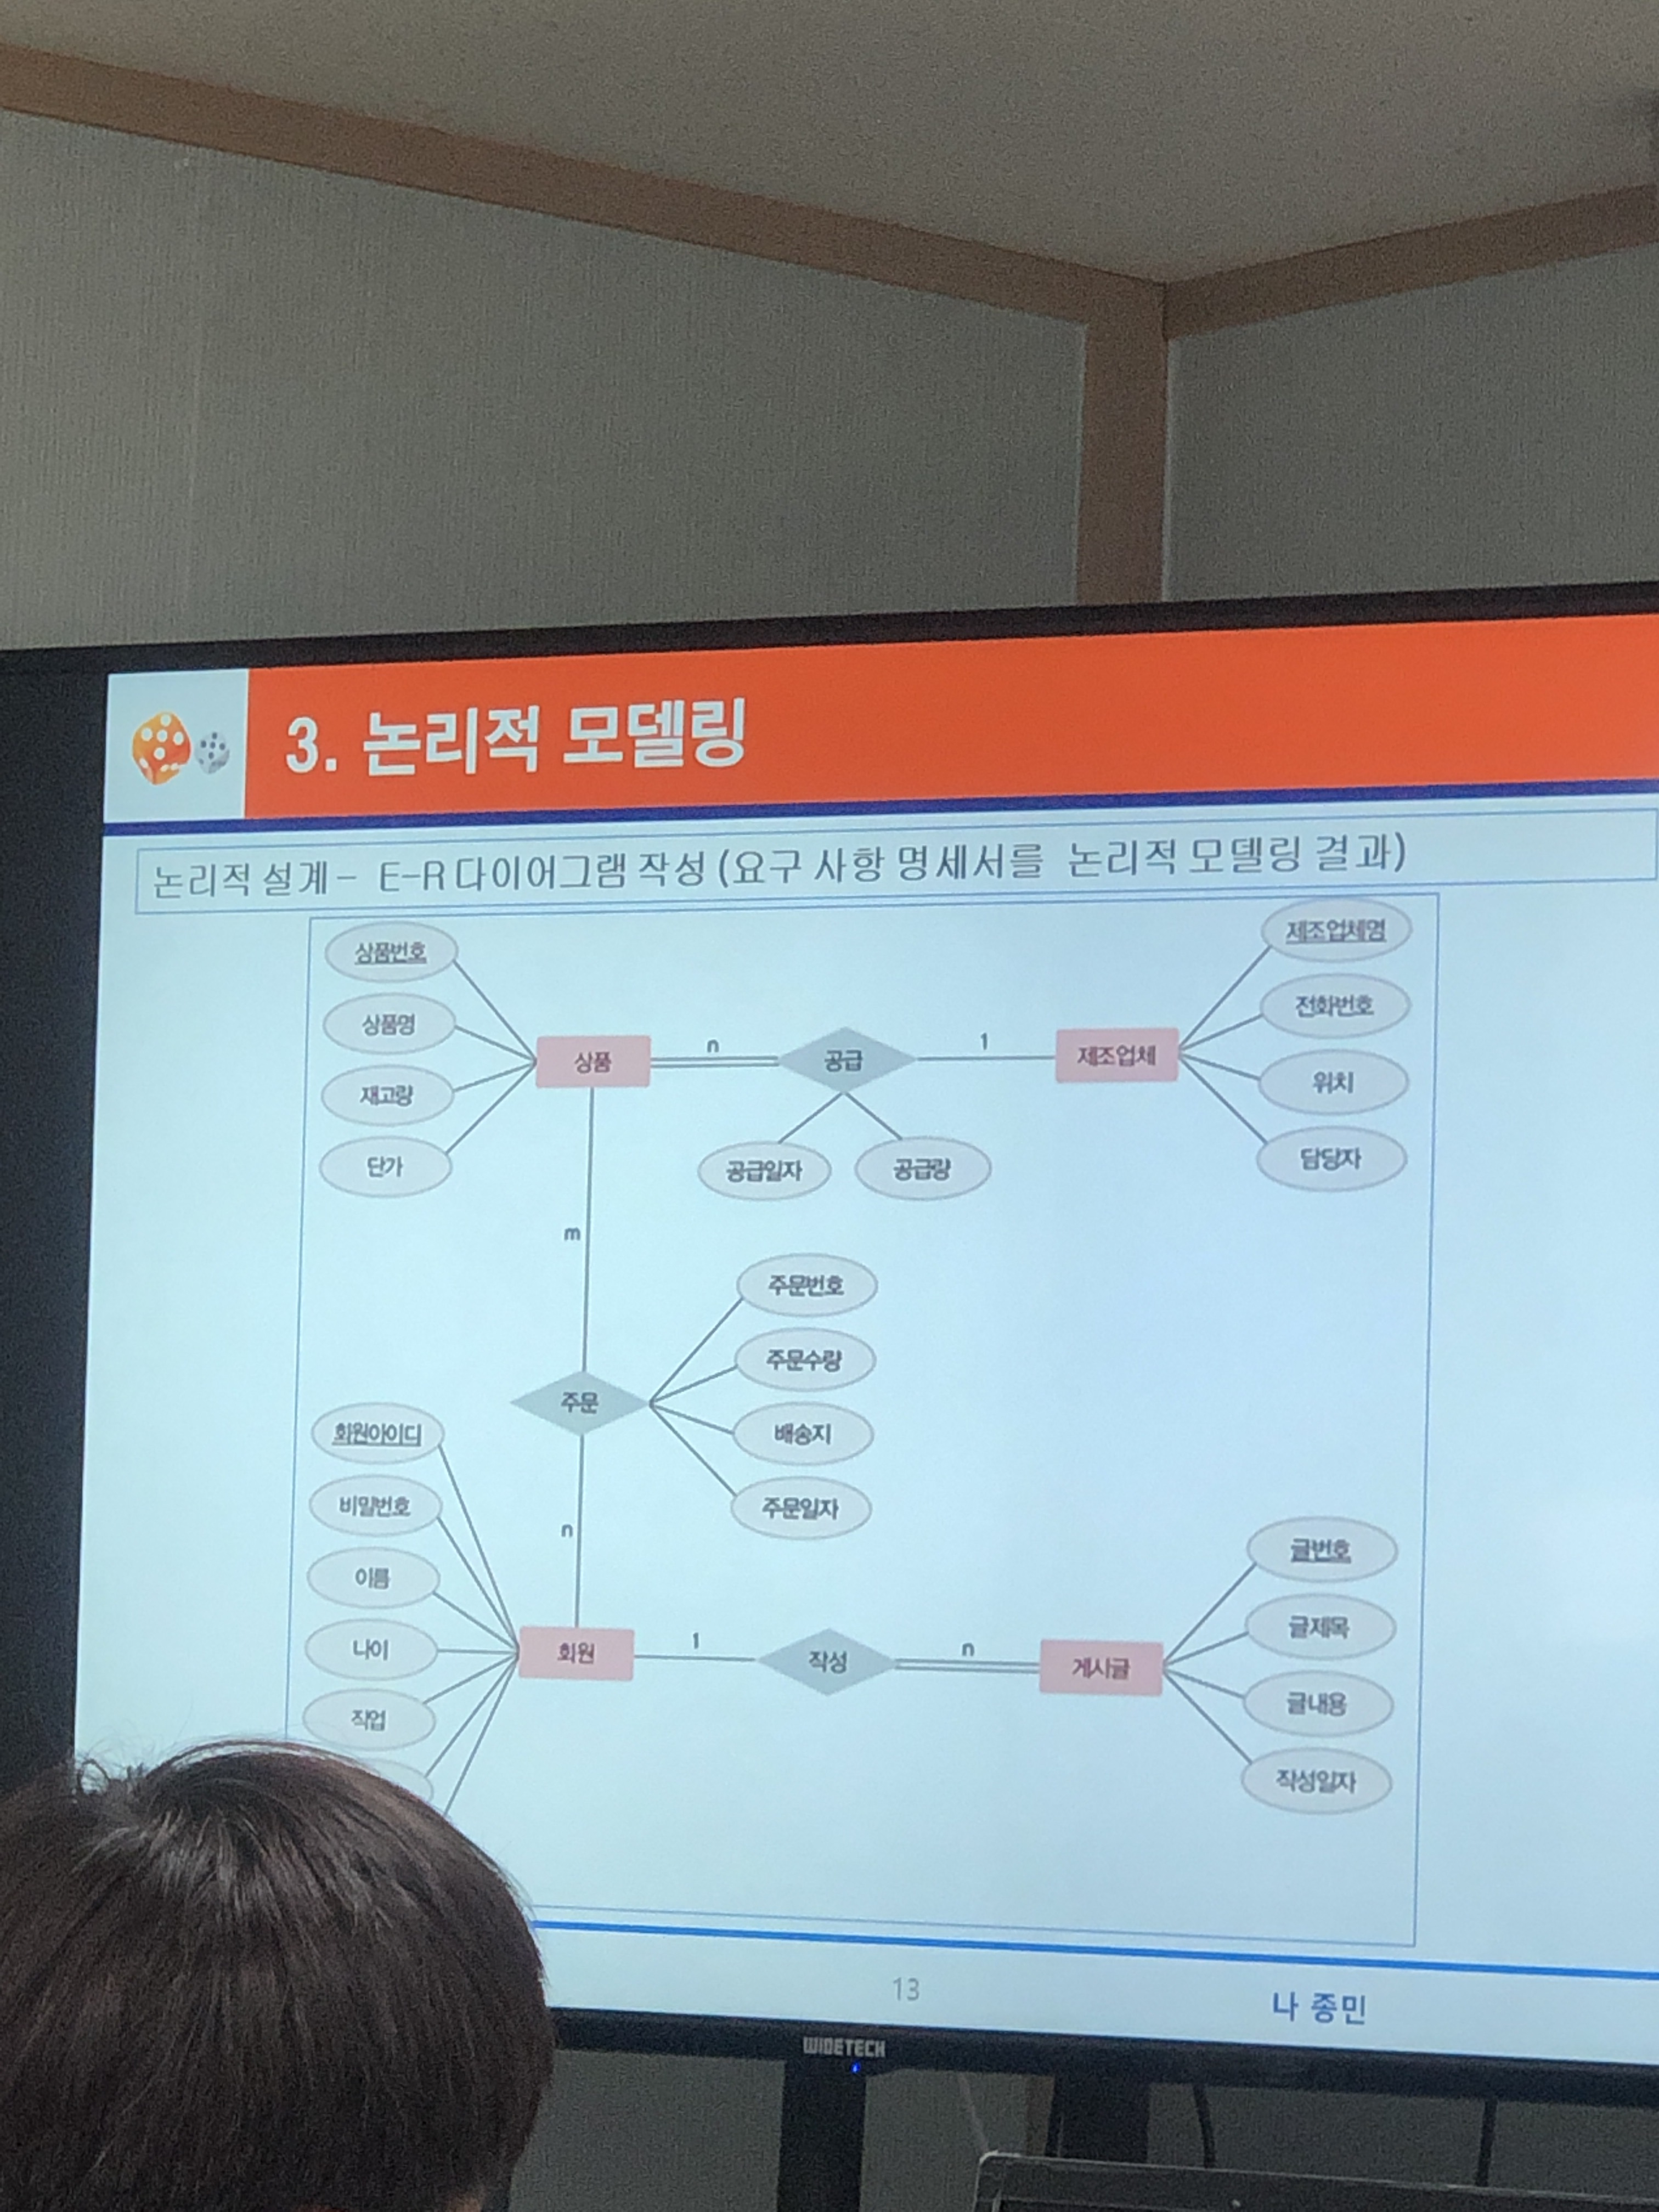 3. 논리적 모델링
논리적 설계- E-R 다이어그램 작성 (요구 사항 명세서를 논리적 모델링 결과)
상품번호
상품명
재고량
단가
상품
n
공급
1
제조업체
제조업체명
전화번호
위치
담당자
공급일자
공급량
m
주문번호
주문수량
배송지
주문일자
주문
n
회원아이디
비밀번호
이름
나이
직업
회원
1
작성
n
게시글
글번호
글제목
글내용
작성일자
13
나 종민
WIDETECH